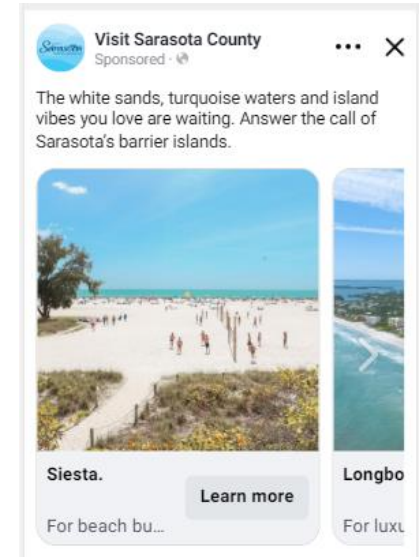 Sarasota
Visit Sarasota County
Sponsored ·
The white sands, turquoise waters and island
vibes you love are waiting. Answer the call of
Sarasota's barrier islands.
Siesta.
Learn more
For beach bu...
Longbo
For luxu